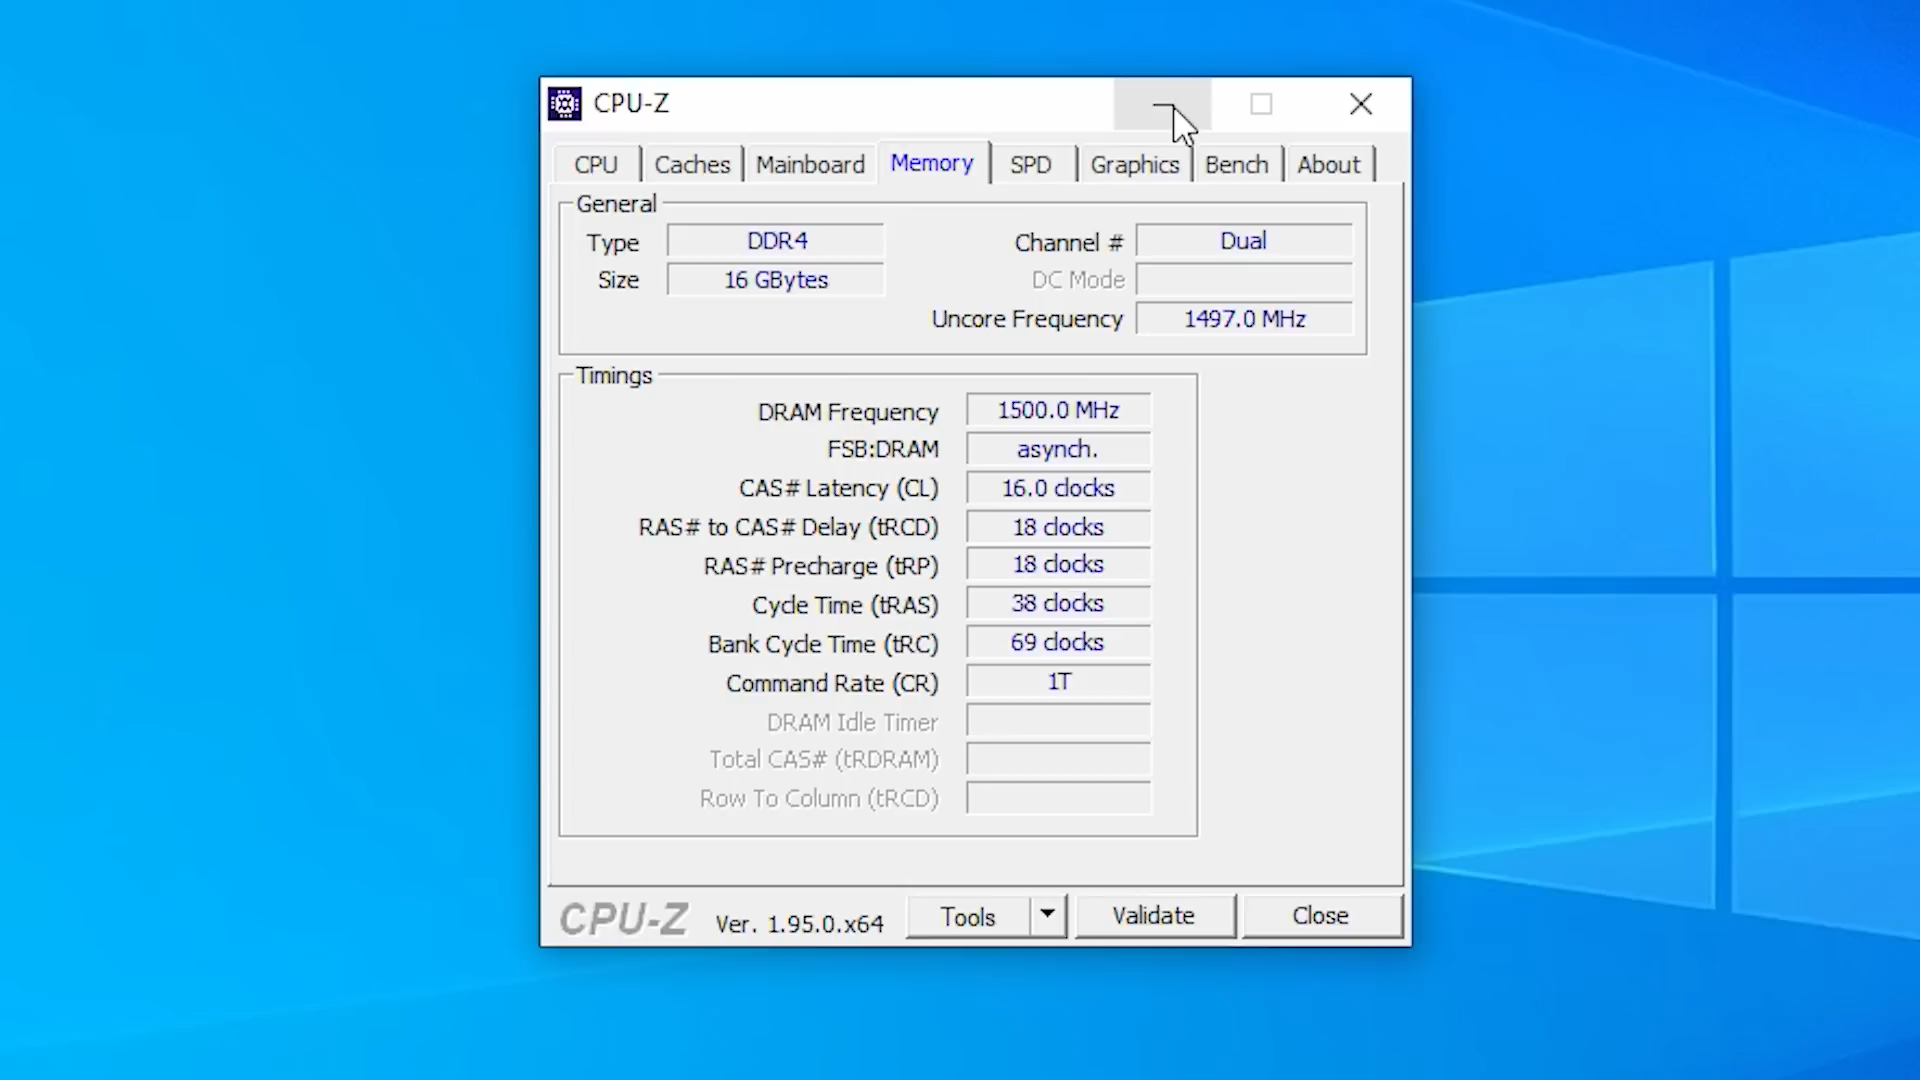 CPU-Z
CPU Caches Mainboard Memory SPD Graphics Bench About
General
Type DDR4 Channel # Dual
Size 16 GBytes DC Mode
Uncore Frequency 1497.0 MHz
Timings
DRAM Frequency 1500.0 MHz
FSB:DRAM asynch.
CAS# Latency (CL) 16.0 clocks
RAS# to CAS# Delay (tRCD) 18 clocks
RAS# Precharge (tRP) 18 clocks
Cycle Time (tRAS) 38 clocks
Bank Cycle Time (tRC) 69 clocks
Command Rate (CR) 1T
DRAM Idle Timer
Total CAS# (tRDRAM)
Row To Column (tRCD)
CPU-Z Ver. 1.95.0.x64 Tools Validate Close